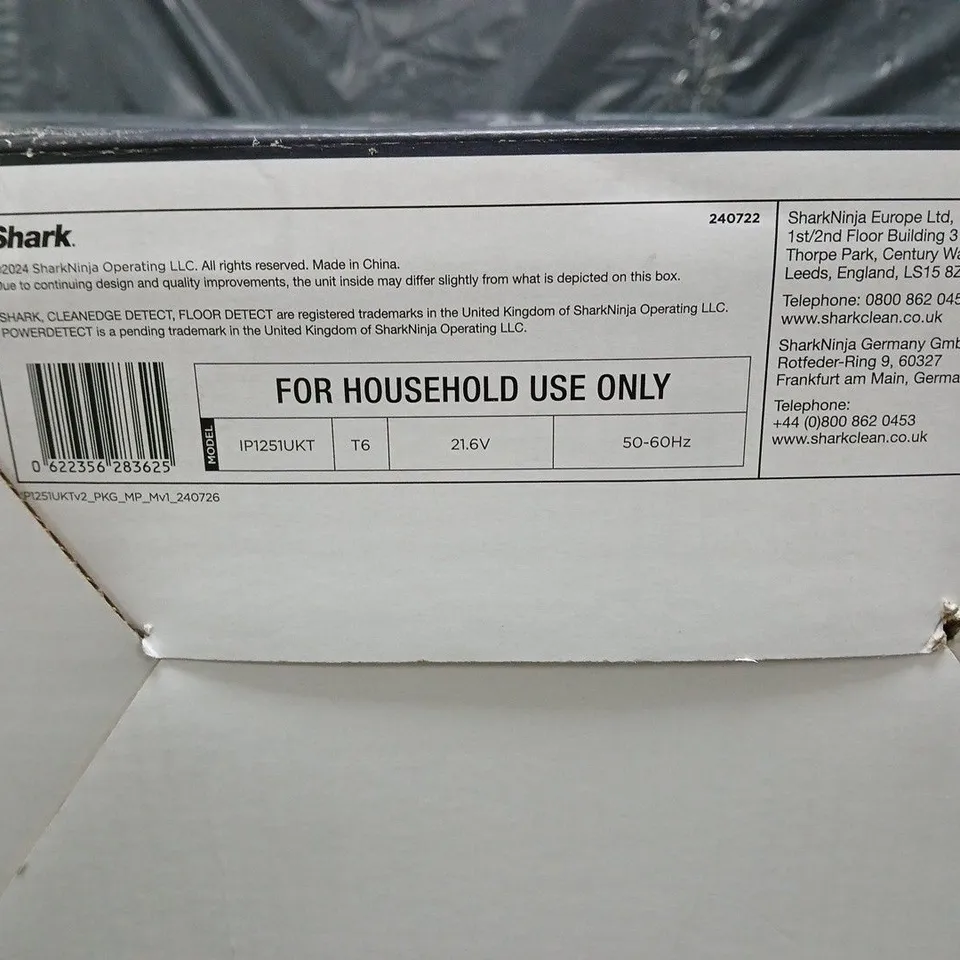 Shark.
240722
2024 SharkNinja Operating LLC. All rights reserved. Made in China.
Due to continuing design and quality improvements, the unit inside may differ slightly from what is depicted on this box.
SHARK, CLEANEDGE DETECT, FLOOR DETECT are registered trademarks in the United Kingdom of SharkNinja Operating LLC.
POWERDETECT is a pending trademark in the United Kingdom of SharkNinja Operating LLC.
0 622356 283625
FOR HOUSEHOLD USE ONLY
MODEL IP1251UKT T6 21.6V 50-60Hz
IP1251UKTv2_PKG_MP_Mv1_240726
SharkNinja Europe Ltd,
1st/2nd Floor Building 3
Thorpe Park, Century
Leeds, England, LS15
Telephone: 0800 862
www.sharkclean.co.uk
SharkNinja Germany
Rotfeder-Ring 9, 60327
Frankfurt am Main,
Telephone:
+44 (0)800 862 0453
www.sharkclean.co.uk